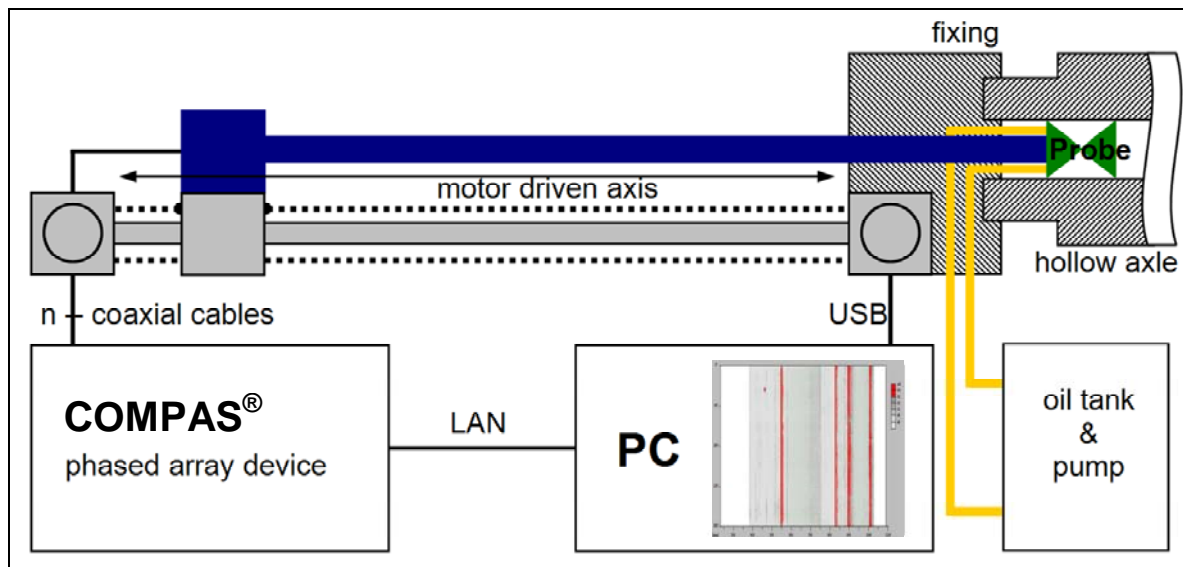 fixing
Probe
motor driven axis
hollow axle
n – coaxial cables
USB
COMPAS®
phased array device
LAN
PC
oil tank
&
pump